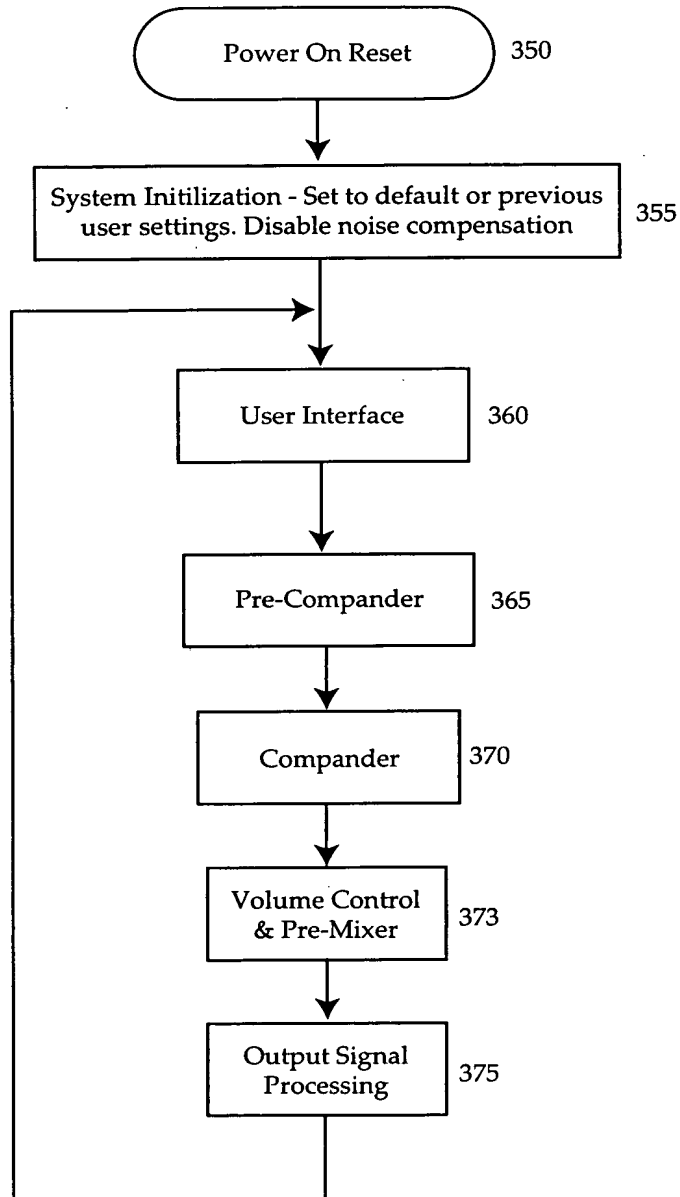 Power On Reset
350
System Initilization - Set to default or previous
user settings. Disable noise compensation
355
User Interface
360
Pre-Compander
365
Compander
370
Volume Control
& Pre-Mixer
373
Output Signal
Processing
375